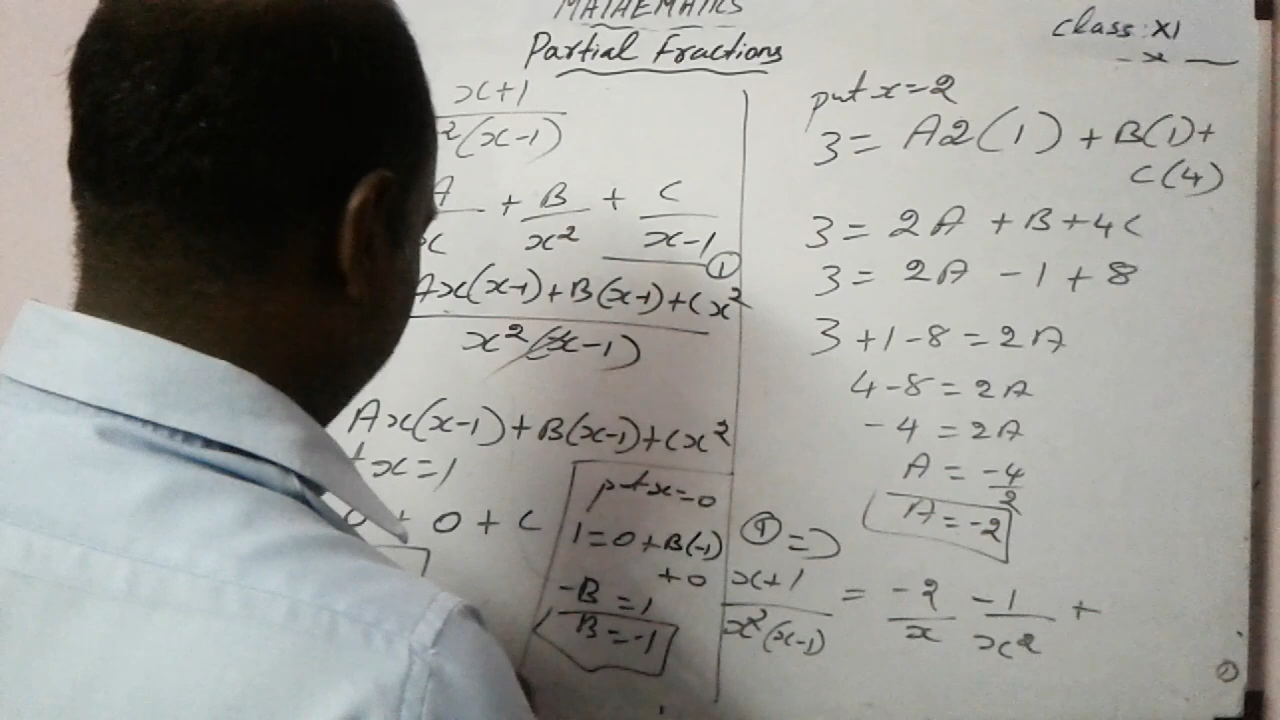 MATHEMATICS
Partial Fractions
Class: XI
x+1
2(x-1)
A + B/x² + C/x-1 ①
x
Ax(x-1)+B(x-1)+Cx²
x²(x-1)
Ax(x-1)+B(x-1)+Cx²
x=1
0 + 0 + C
put x=0
1=0+B(-1)
+0
-B=1
B=-1
put x=2
3= A2(1) + B(1)+
C(4)
3= 2A +B+4C
3= 2A -1+8
3+1-8=2A
4-8=2A
-4=2A
A = -4/2
A=-2
① =>
x+1/x²(x-1) = -2/x -1/x² +